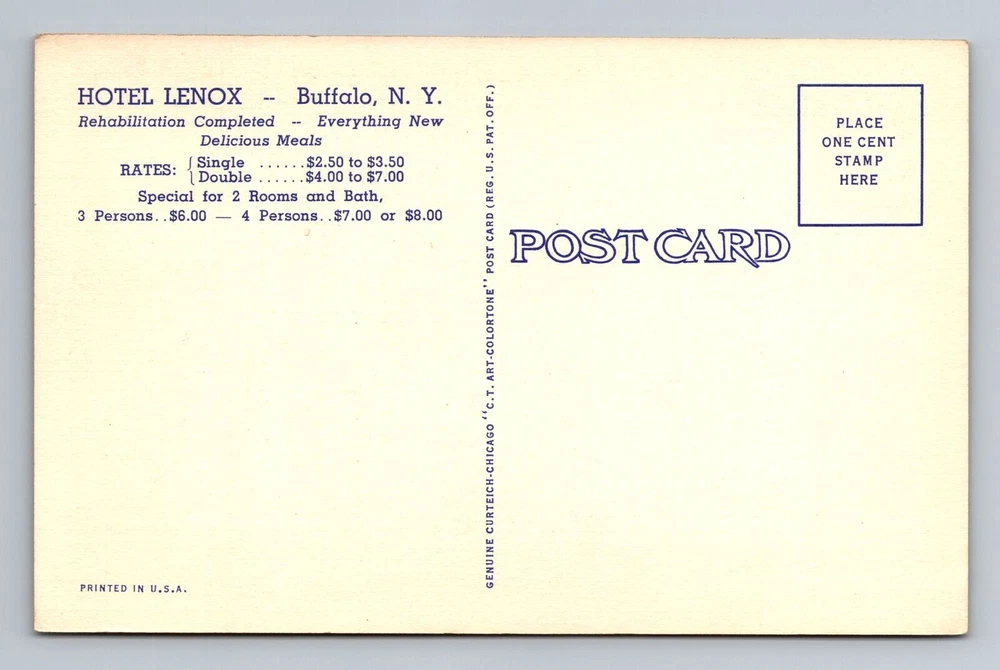 HOTEL LENOX -- Buffalo, N. Y.
Rehabilitation Completed -- Everything New
Delicious Meals
RATES: { Single ......$2.50 to $3.50
Double ......$4.00 to $7.00
Special for 2 Rooms and Bath,
3 Persons..$6.00 — 4 Persons..$7.00 or $8.00
PRINTED IN U.S.A.
GENUINE CURTEICH-CHICAGO "C.T. ART-COLORTONE" POST CARD (REG. U.S. PAT. OFF.)
POST CARD
PLACE
ONE CENT
STAMP
HERE